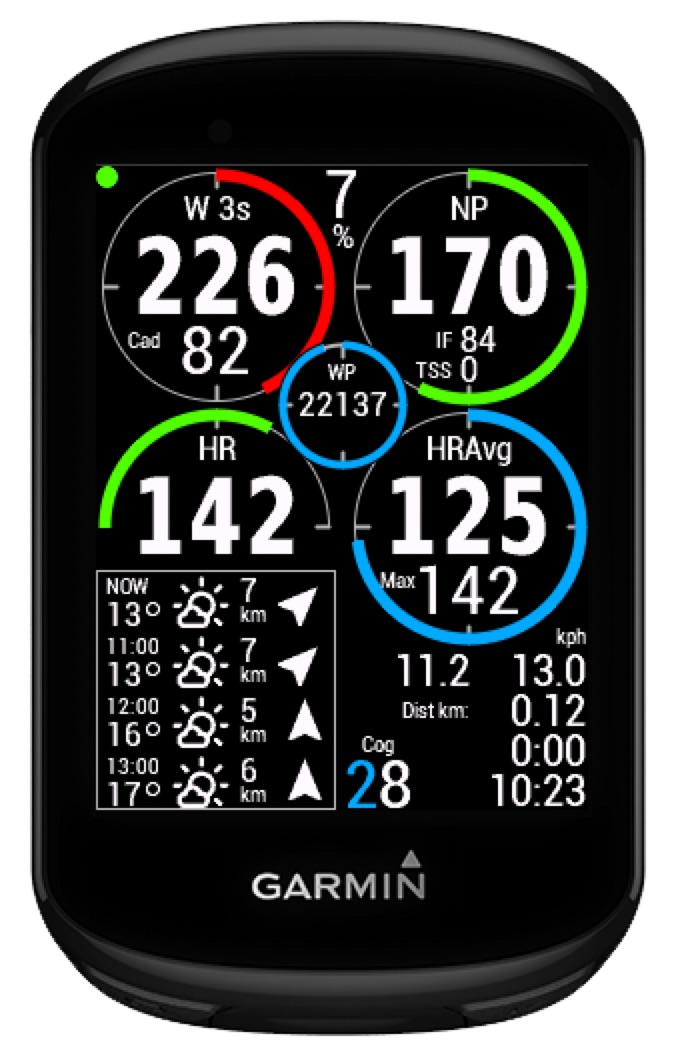 W 3s
226
Cad 82
7
%
NP
170
IF 84
TSS 0
WP
22137
HR
142
HRAvg
125
Max 142
NOW
13° 7 km
11:00
13° 7 km
12:00
16° 5 km
13:00
17° 6 km
kph
11.2 13.0
Dist km: 0.12
0:00
Cog
28
10:23
GARMIN